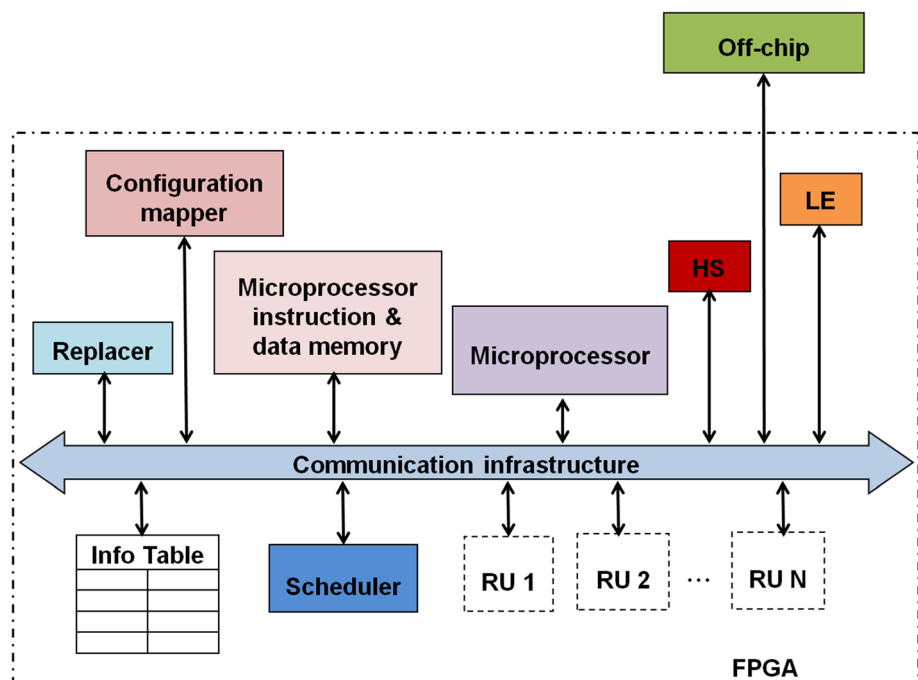 Off-chip
Configuration
mapper
LE
HS
Microprocessor
instruction &
data memory
Replacer
Microprocessor
Communication infrastructure
Info Table
Scheduler
RU 1
RU 2
...
RU N
FPGA